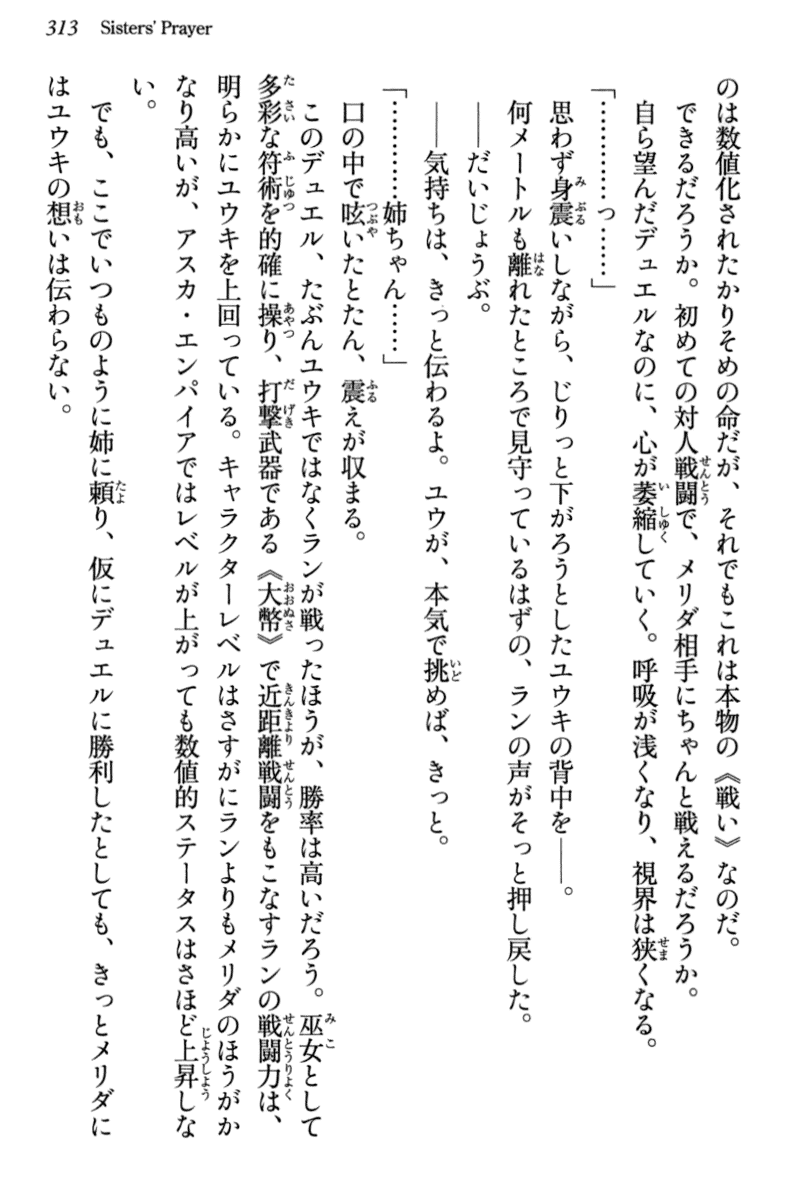 313 Sisters' Prayer
のは数値化されたかりそめの命だが、それでもこれは本物の《戦い》なのだ。
できるだろうか。初めての対人戦闘で、メリダ相手にちゃんと戦えるだろうか。
自ら望んだデュエルなのに、心が萎縮していく。呼吸が浅くなり、視界は狭くなる。
「…………っ……」
思わず身震いしながら、じりっと下がろうとしたユウキの背中を——。
何メートルも離れたところで見守っているはずの、ランの声がそっと押し戻した。
——だいじょうぶ。
——気持ちは、きっと伝わるよ。ユウが、本気で挑めば、きっと。
「…………姉ちゃん……」
口の中で呟いたとたん、震えが収まる。
このデュエル、たぶんユウキではなくランが戦ったほうが、勝率は高いだろう。巫女として
多彩な符術を的確に操り、打撃武器である《大幣》で近距離戦闘をもこなすランの戦闘力は、
明らかにユウキを上回っている。キャラクターレベルはさすがにランよりもメリダのほうがか
なり高いが、アスカ・エンパイアではレベルが上がっても数値的ステータスはさほど上昇しな
い。
でも、ここでいつものように姉に頼り、仮にデュエルに勝利したとしても、きっとメリダに
はユウキの想いは伝わらない。